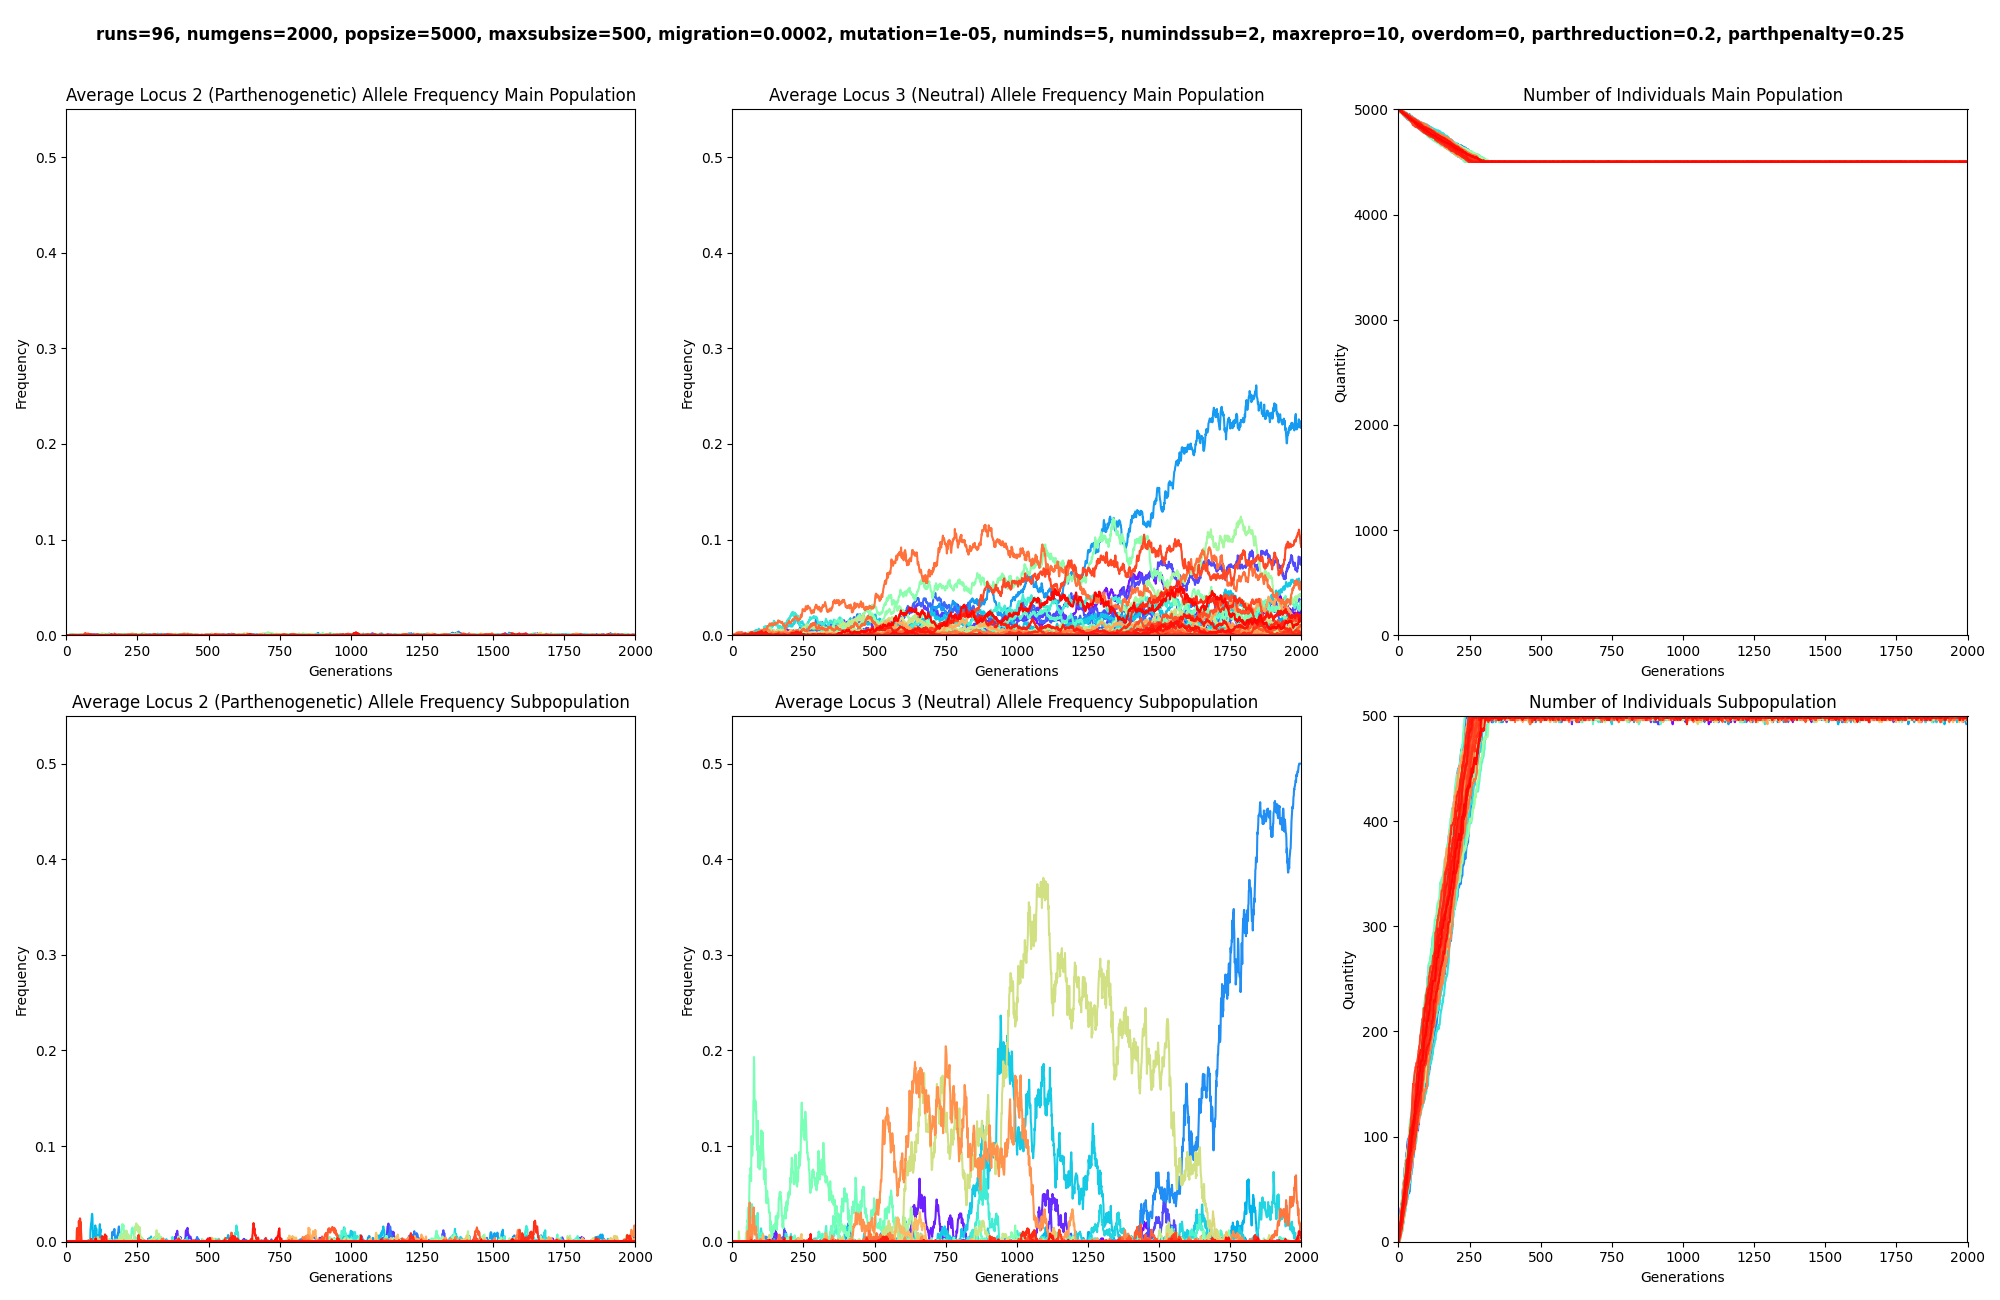 runs=96, numgens=2000, popsize=5000, maxsubsize=500, migration=0.0002, mutation=1e-05, numinds=5, numindssub=2, maxrepro=10, overdom=0, parthreduction=0.2, parthpenalty=0.25
Average Locus 2 (Parthenogenetic) Allele Frequency Main Population
0.5
0.4
0.3
0.2
0.1
0.0
Frequency
0 250 500 750 1000 1250 1500 1750 2000
Generations
Average Locus 3 (Neutral) Allele Frequency Main Population
0.5
0.4
0.3
0.2
0.1
0.0
Frequency
0 250 500 750 1000 1250 1500 1750 2000
Generations
Number of Individuals Main Population
5000
4000
3000
2000
1000
0
Quantity
0 250 500 750 1000 1250 1500 1750 2000
Generations
Average Locus 2 (Parthenogenetic) Allele Frequency Subpopulation
0.5
0.4
0.3
0.2
0.1
0.0
Frequency
0 250 500 750 1000 1250 1500 1750 2000
Generations
Average Locus 3 (Neutral) Allele Frequency Subpopulation
0.5
0.4
0.3
0.2
0.1
0.0
Frequency
0 250 500 750 1000 1250 1500 1750 2000
Generations
Number of Individuals Subpopulation
500
400
300
200
100
0
Quantity
0 250 500 750 1000 1250 1500 1750 2000
Generations